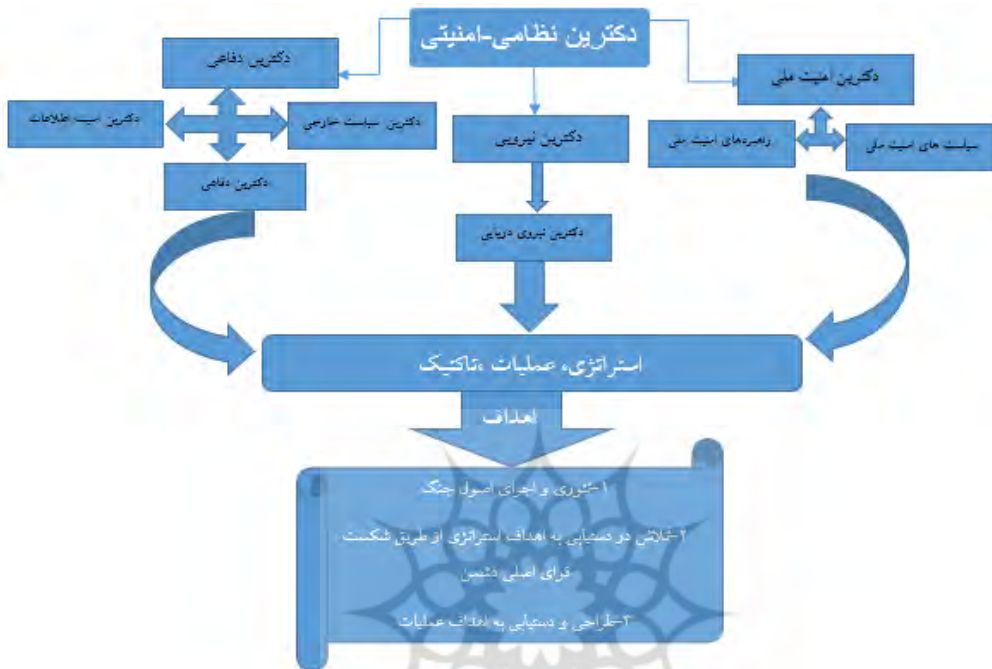 دکترین نظامی-امنیتی
دکترین دفاعی
دکترین امنیت ملی
دکترین امنیت اطلاعات
دکترین سیاست خارجی
دکترین نیرویی
راهبردهای امنیت ملی
سیاست های امنیت ملی
دکترین دفاعی
دکترین نیروی دریایی
استراتژی، عملیات ،تاکتیک
اهداف
۱-تئوری و اجرای اصول جنگ
۲-تلاش در دستیابی به اهداف استراتژی از طریق شکست
قوای اصلی دشمن
۳-طراحی و دستیابی به اهداف عملیات